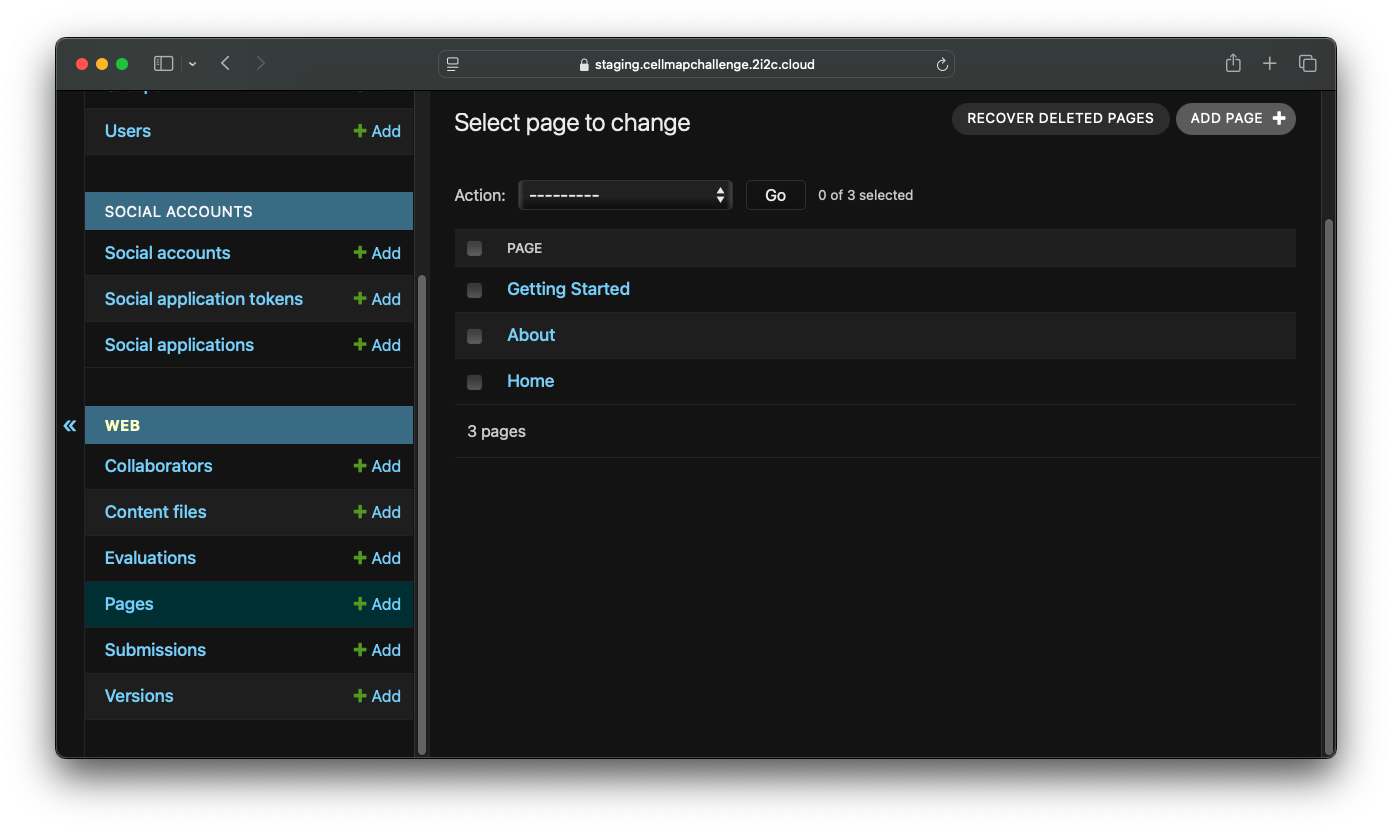 staging.cellmapchallenge.2i2c.cloud
Users + Add
SOCIAL ACCOUNTS
Social accounts + Add
Social application tokens + Add
Social applications + Add
«
WEB
Collaborators + Add
Content files + Add
Evaluations + Add
Pages + Add
Submissions + Add
Versions + Add
Select page to change
RECOVER DELETED PAGES
ADD PAGE +
Action: --------- Go 0 of 3 selected
PAGE
Getting Started
About
Home
3 pages